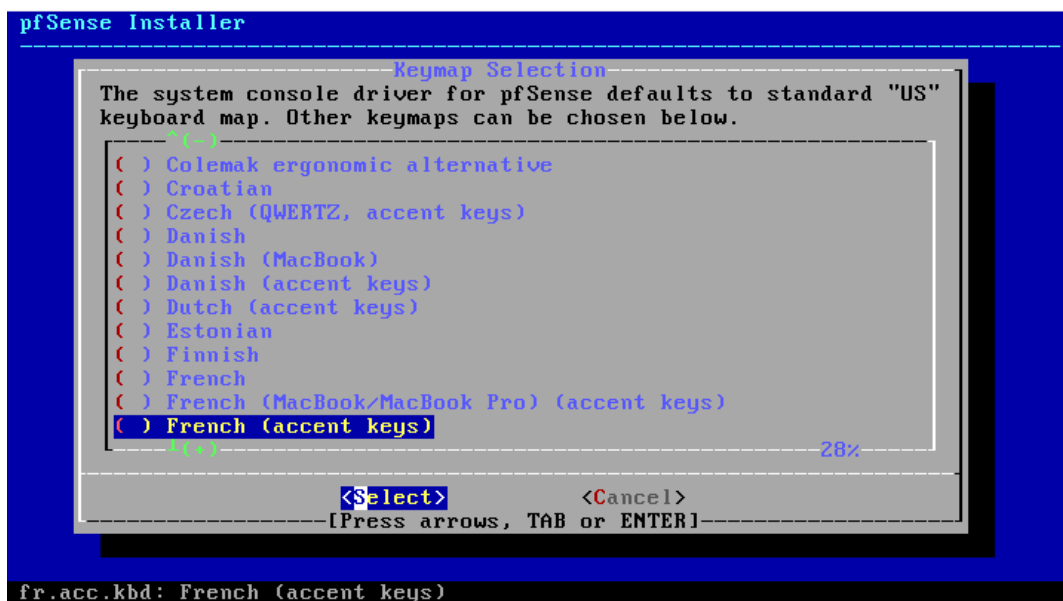 pfSense Installer
Keymap Selection
The system console driver for pfSense defaults to standard "US"
keyboard map. Other keymaps can be chosen below.
^(-)
( ) Colemak ergonomic alternative
( ) Croatian
( ) Czech (QWERTZ, accent keys)
( ) Danish
( ) Danish (MacBook)
( ) Danish (accent keys)
( ) Dutch (accent keys)
( ) Estonian
( ) Finnish
( ) French
( ) French (MacBook/MacBook Pro) (accent keys)
( ) French (accent keys)
┴(+) 28%
<Select> <Cancel>
[Press arrows, TAB or ENTER]
fr.acc.kbd: French (accent keys)